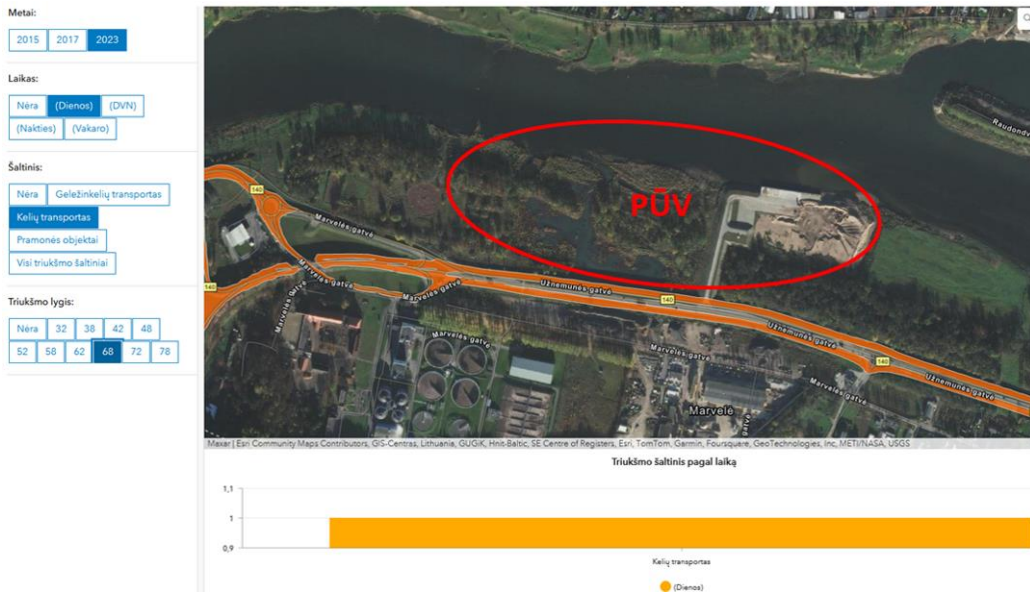 Metai:
2015 2017 2023
Laikas:
Nėra (Dienos) (DVN)
(Nakties) (Vakaro)
Šaltinis:
Nėra Geležinkelių transportas
Kelių transportas
Pramonės objektai
Visi triukšmo šaltiniai
Triukšmo lygis:
Nėra 32 38 42 48
52 58 62 68 72 78
Raudondv
PŪV
140
Marvelės gatvė
140
Marvelės gatvė
Marvelės gatvė
Marvelės gatvė
Užnemunės gatvė
140
Užnemunės gatvė
Marvelės gatvė
Marvelės gatvė
140
Užnemunės gatvė
Marvelės gatvė
Marvelė
gatvė
Maxar | Esri Community Maps Contributors, GIS-Centras, Lithuania, GUGiK, Hnit-Baltic, SE Centre of Registers, Esri, TomTom, Garmin, Foursquare, GeoTechnologies, Inc, METI/NASA, USGS
Triukšmo šaltinis pagal laiką
1,1
1
0,9
Kelių transportas
(Dienos)